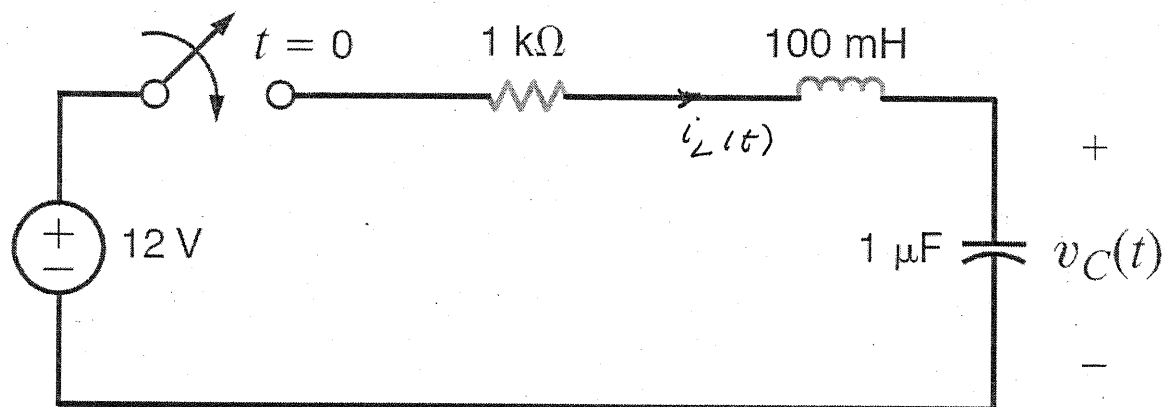 t = 0
1 kΩ
100 mH
i_L(t)
+
−
12 V
1 μF
+
v_C(t)
−